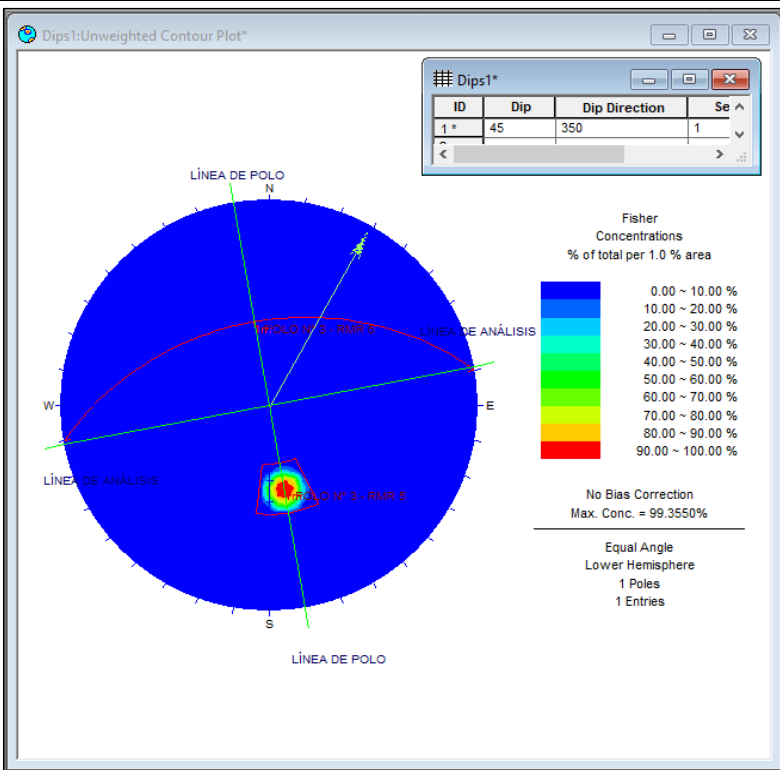 Dips1:Unweighted Contour Plot*
Dips1*
ID Dip Dip Direction Se
1 * 45 350 1
LÍNEA DE POLO
N
LÍNEA DE ANÁLISIS
W
E
LÍNEA DE ANÁLISIS
S
LÍNEA DE POLO
Fisher
Concentrations
% of total per 1.0 % area
0.00 ~ 10.00 %
10.00 ~ 20.00 %
20.00 ~ 30.00 %
30.00 ~ 40.00 %
40.00 ~ 50.00 %
50.00 ~ 60.00 %
60.00 ~ 70.00 %
70.00 ~ 80.00 %
80.00 ~ 90.00 %
90.00 ~ 100.00 %
No Bias Correction
Max. Conc. = 99.3550%
Equal Angle
Lower Hemisphere
1 Poles
1 Entries